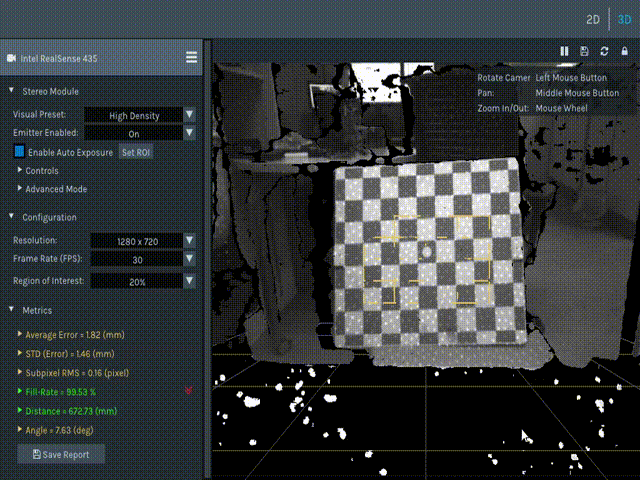 2D 3D
Intel RealSense 435
Stereo Module
Visual Preset: High Density
Emitter Enabled: On
Enable Auto Exposure Set ROI
Controls
Advanced Mode
Configuration
Resolution: 1280 x 720
Frame Rate (FPS): 30
Region of Interest: 20%
Metrics
Average Error = 1.82 (mm)
STD (Error) = 1.46 (mm)
Subpixel RMS = 0.16 (pixel)
Fill-Rate = 99.53 %
Distance = 672.73 (mm)
Angle = 7.63 (deg)
Save Report
Rotate Camer Left Mouse Button
Pan: Middle Mouse Button
Zoom In/Out: Mouse Wheel